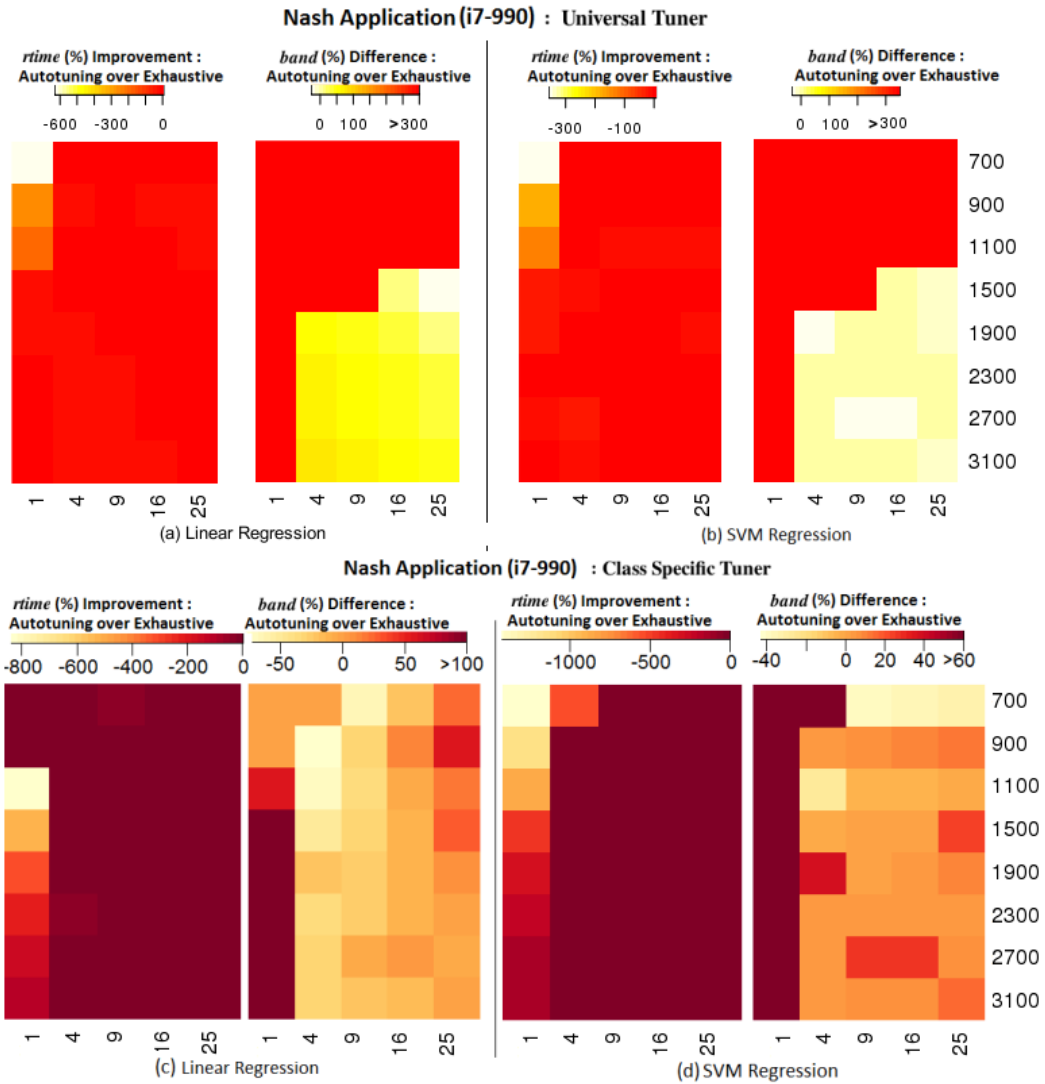 Nash Application (i7-990) : Universal Tuner
rtime (%) Improvement :
Autotuning over Exhaustive
-600 -300 0
band (%) Difference :
Autotuning over Exhaustive
0 100 >300
rtime (%) Improvement :
Autotuning over Exhaustive
-300 -100
band (%) Difference :
Autotuning over Exhaustive
0 100 >300
700
900
1100
1500
1900
2300
2700
3100
1 4 9 16 25
1 4 9 16 25
1 4 9 16 25
1 4 9 16 25
(a) Linear Regression
(b) SVM Regression
Nash Application (i7-990) : Class Specific Tuner
rtime (%) Improvement :
Autotuning over Exhaustive
-800 -600 -400 -200 0
band (%) Difference :
Autotuning over Exhaustive
-50 0 50 >100
rtime (%) Improvement :
Autotuning over Exhaustive
-1000 -500 0
band (%) Difference :
Autotuning over Exhaustive
-40 0 20 40 >60
700
900
1100
1500
1900
2300
2700
3100
1 4 9 16 25
1 4 9 16 25
1 4 9 16 25
1 4 9 16 25
(c) Linear Regression
(d) SVM Regression